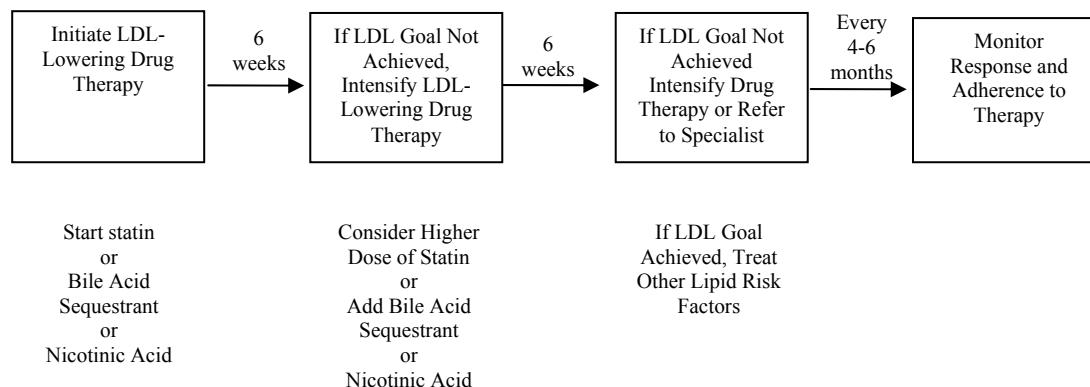 Initiate LDL-
Lowering Drug
Therapy
6
weeks
If LDL Goal Not
Achieved,
Intensify LDL-
Lowering Drug
Therapy
6
weeks
If LDL Goal Not
Achieved
Intensify Drug
Therapy or Refer
to Specialist
Every
4-6
months
Monitor
Response and
Adherence to
Therapy
Start statin
or
Bile Acid
Sequestrant
or
Nicotinic Acid
Consider Higher
Dose of Statin
or
Add Bile Acid
Sequestrant
or
Nicotinic Acid
If LDL Goal
Achieved, Treat
Other Lipid Risk
Factors